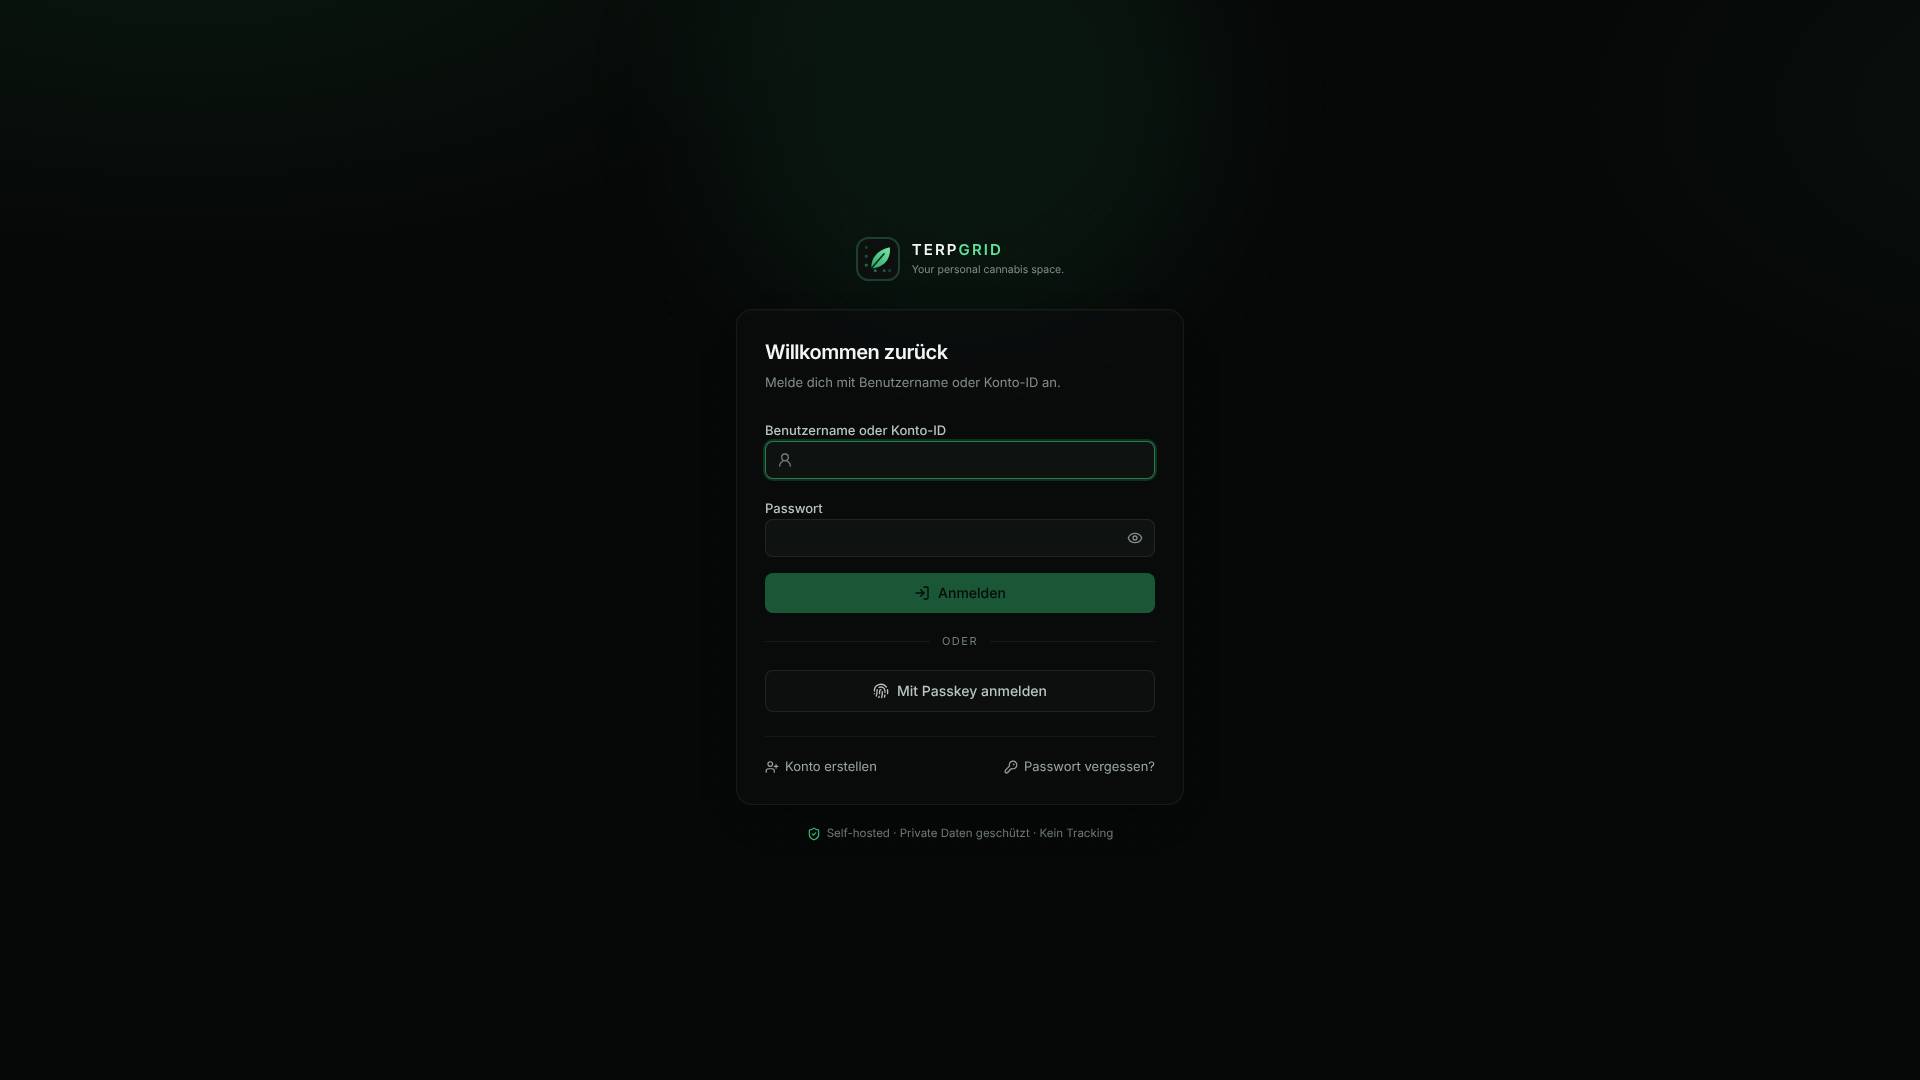 TERPGRID
Your personal cannabis space.
Willkommen zurück
Melde dich mit Benutzername oder Konto-ID an.
Benutzername oder Konto-ID
Passwort
Anmelden
ODER
Mit Passkey anmelden
Konto erstellen
Passwort vergessen?
Self-hosted · Private Daten geschützt · Kein Tracking